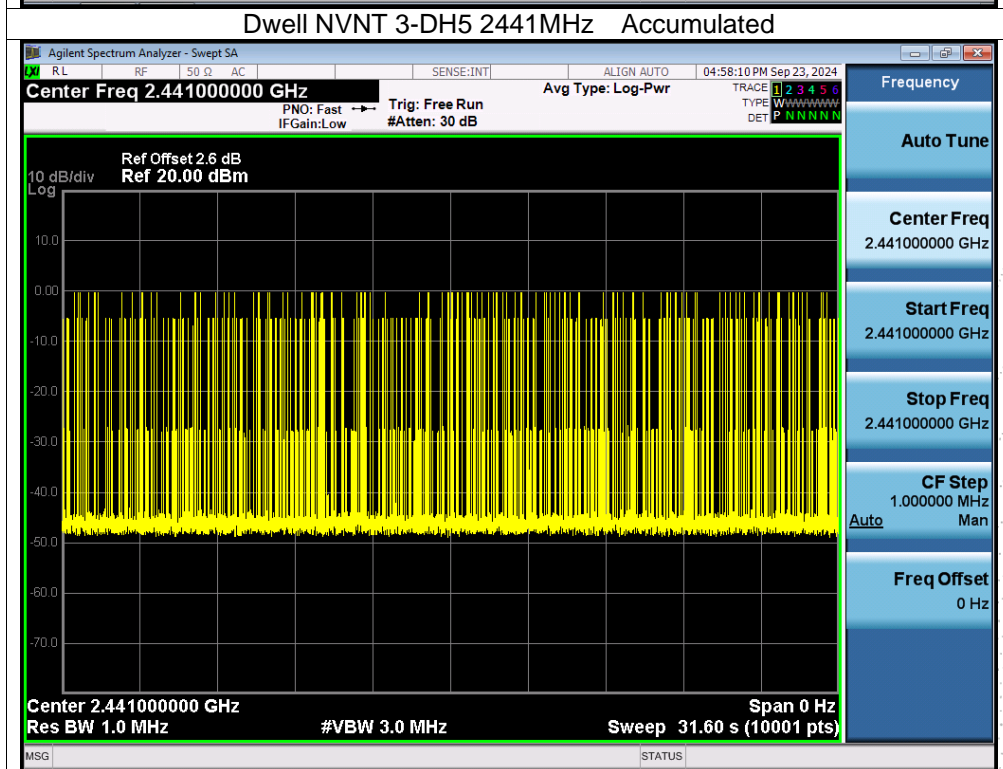 Dwell NVNT 3-DH5 2441MHz Accumulated
Agilent Spectrum Analyzer - Swept SA
LXI RL RF 50 Ω AC SENSE:INT ALIGN AUTO 04:58:10 PM Sep 23, 2024
Center Freq 2.441000000 GHz
PNO: Fast
IFGain:Low
Trig: Free Run
#Atten: 30 dB
Avg Type: Log-Pwr
TRACE 1 2 3 4 5 6
TYPE WWWWWW
DET P N N N N N
Frequency
Auto Tune
Center Freq
2.441000000 GHz
Start Freq
2.441000000 GHz
Stop Freq
2.441000000 GHz
CF Step
1.000000 MHz
Auto Man
Freq Offset
0 Hz
Ref Offset 2.6 dB
10 dB/div Ref 20.00 dBm
Log
10.0
0.00
-10.0
-20.0
-30.0
-40.0
-50.0
-60.0
-70.0
Center 2.441000000 GHz Span 0 Hz
Res BW 1.0 MHz #VBW 3.0 MHz Sweep 31.60 s (10001 pts)
MSG STATUS